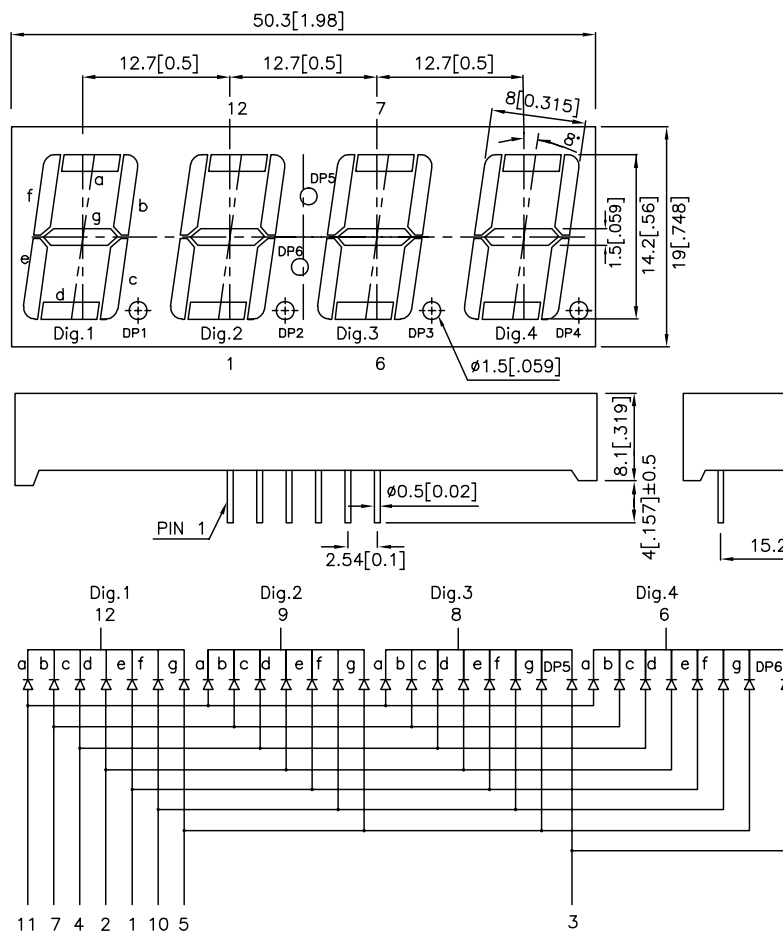 50.3[1.98]
12.7[0.5] 12.7[0.5] 12.7[0.5]
12 7
8[0.315]
8°
a
f b
g
e c
d
DP5
DP6
Dig.1 DP1 Dig.2 DP2 Dig.3 DP3 Dig.4 DP4
1.5[.059]
14.2[.56]
19[.748]
1 6
ø1.5[.059]
8.1[.319]
4[.157]±0.5
PIN 1
ø0.5[0.02]
2.54[0.1]
15.2
Dig.1 Dig.2 Dig.3 Dig.4
12 9 8 6
a b c d e f g a b c d e f g a b c d e f g DP5 a b c d e f g DP6
11 7 4 2 1 10 5 3